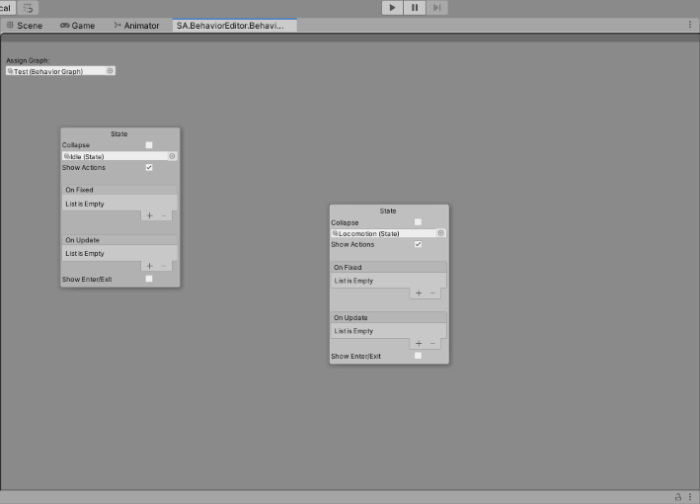 cal
Scene
Game
Animator
SA.BehaviorEditor.Behavi...
Assign Graph:
Test (Behavior Graph)
State
Collapse
Idle (State)
Show Actions
On Fixed
List is Empty
+ −
On Update
List is Empty
+ −
Show Enter/Exit
State
Collapse
Locomotion (State)
Show Actions
On Fixed
List is Empty
+ −
On Update
List is Empty
+ −
Show Enter/Exit